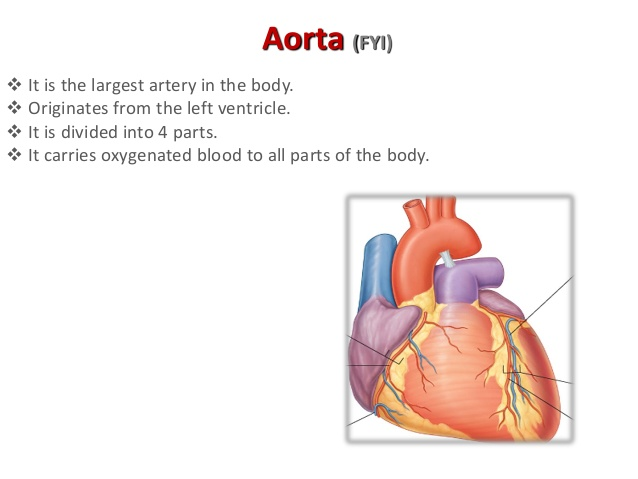 Aorta (FYI)
❖ It is the largest artery in the body.
❖ Originates from the left ventricle.
❖ It is divided into 4 parts.
❖ It carries oxygenated blood to all parts of the body.